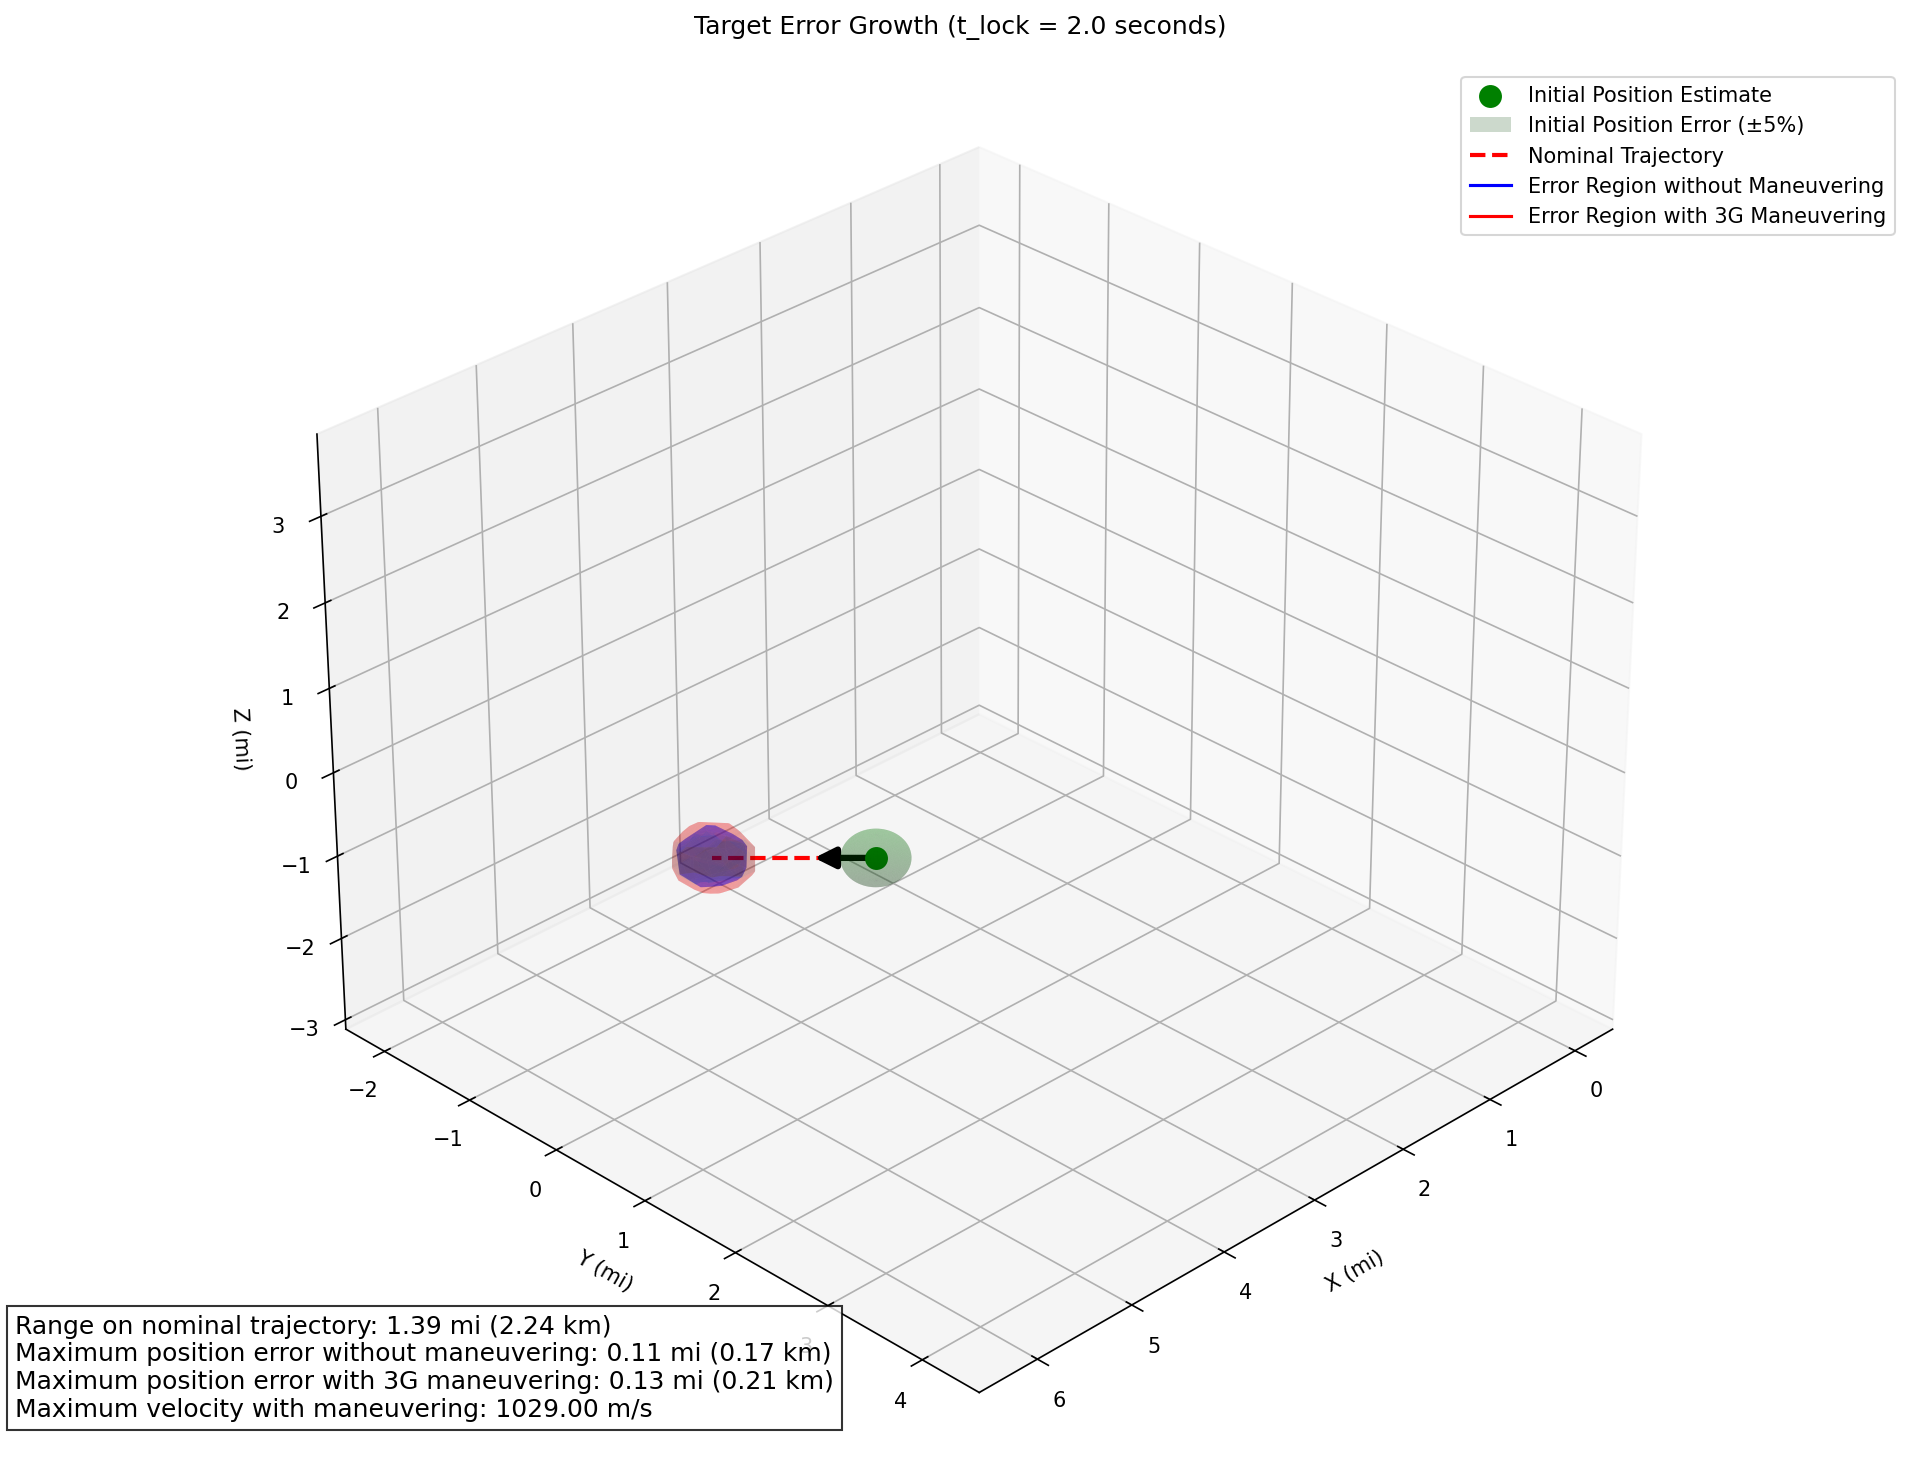 Target Error Growth (t_lock = 2.0 seconds)
Initial Position Estimate
Initial Position Error (±5%)
Nominal Trajectory
Error Region without Maneuvering
Error Region with 3G Maneuvering
3
2
1
0
−1
−2
−3
Z (mi)
−2
−1
0
1
2
3
4
Y (mi)
0
1
2
3
4
5
6
X (mi)
Range on nominal trajectory: 1.39 mi (2.24 km)
Maximum position error without maneuvering: 0.11 mi (0.17 km)
Maximum position error with 3G maneuvering: 0.13 mi (0.21 km)
Maximum velocity with maneuvering: 1029.00 m/s